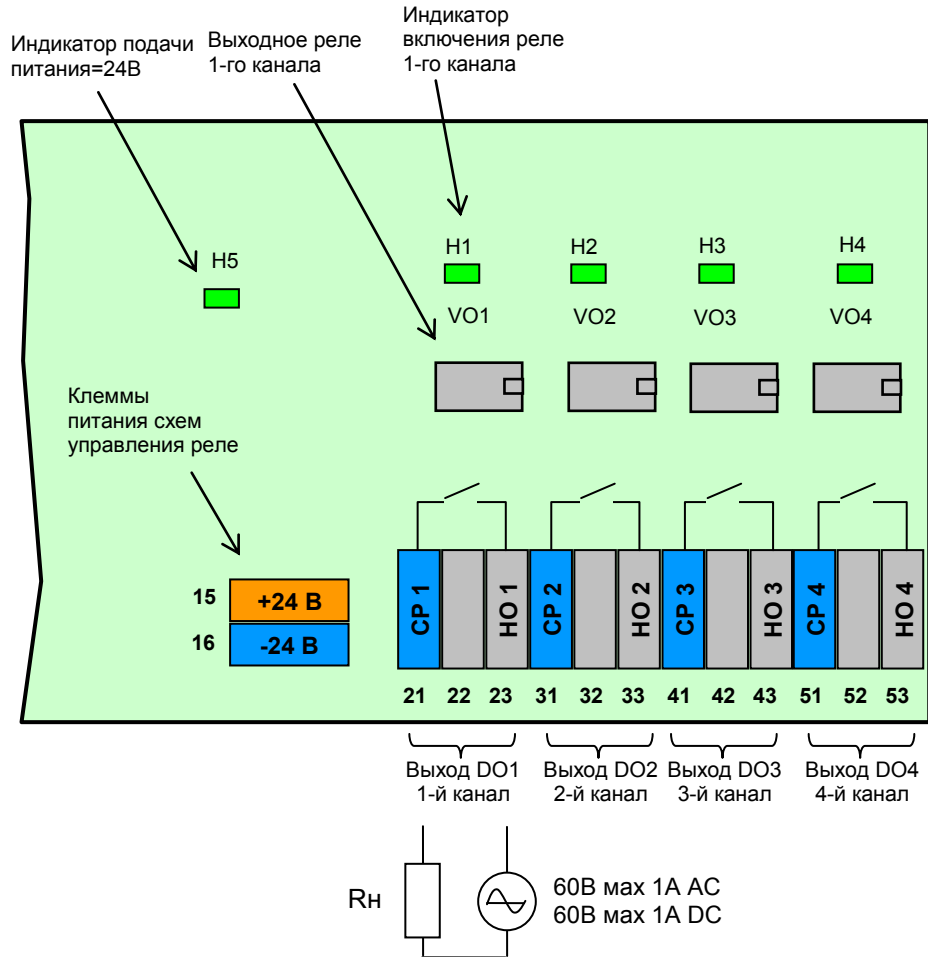 Индикатор подачи
питания=24В
Выходное реле
1-го канала
Индикатор
включения реле
1-го канала
H5
H1
H2
H3
H4
VO1
VO2
VO3
VO4
Клеммы
питания схем
управления реле
15
+24 В
16
-24 В
СР 1
НО 1
СР 2
НО 2
СР 3
НО 3
СР 4
НО 4
21 22 23 31 32 33 41 42 43 51 52 53
Выход DO1
1-й канал
Выход DO2
2-й канал
Выход DO3
3-й канал
Выход DO4
4-й канал
Rн
60В мах 1А АС
60В мах 1А DC